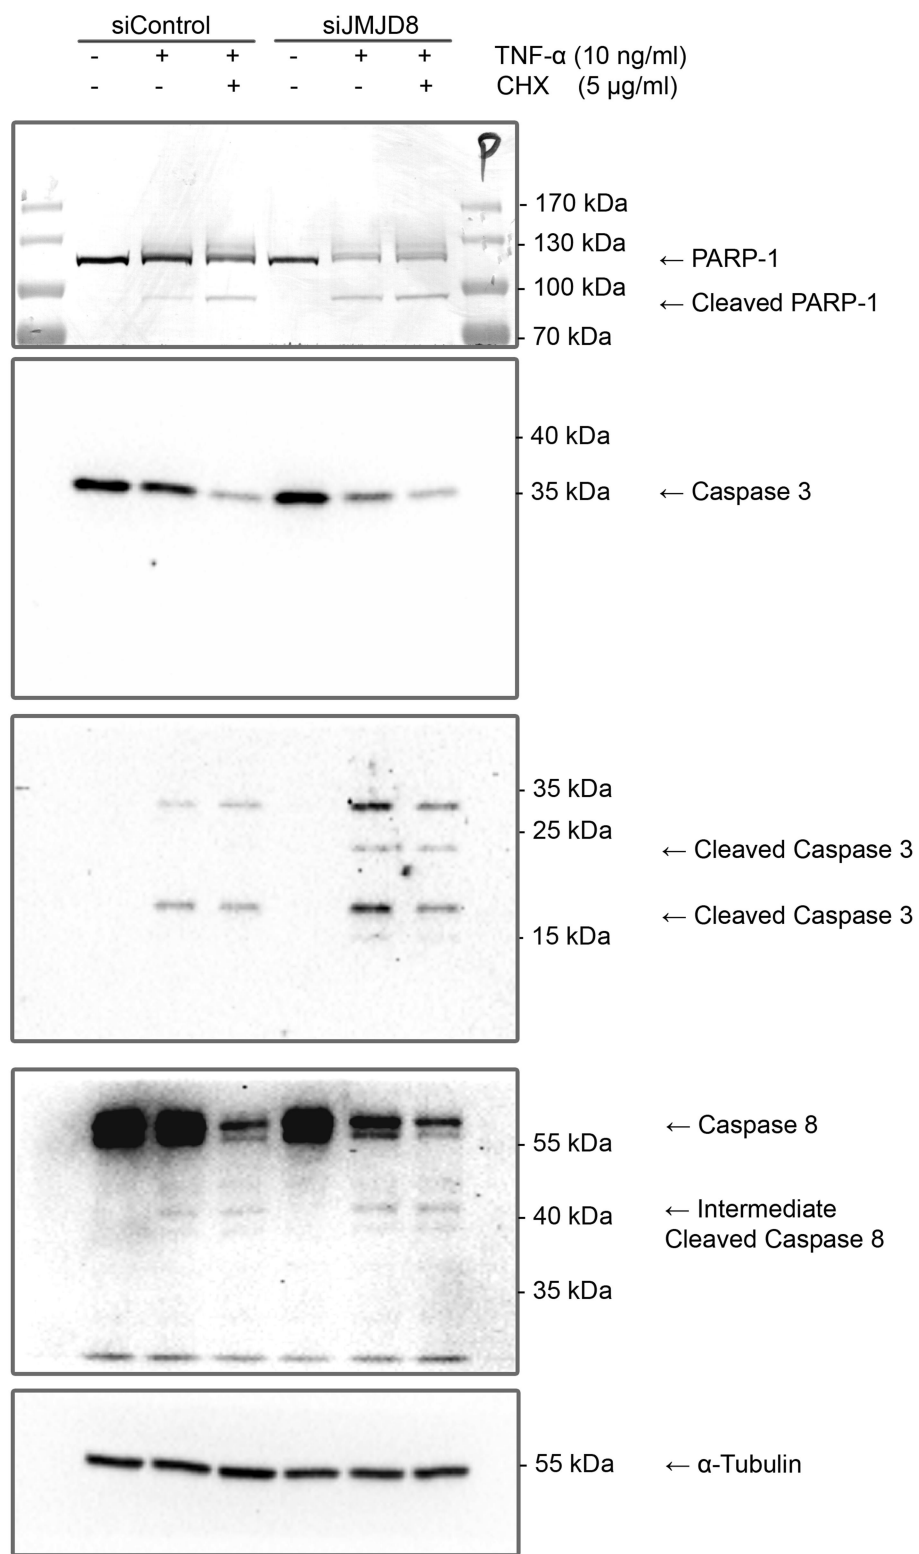 siControl siJMJD8
- + + - + + TNF-α (10 ng/ml)
- - + - - + CHX (5 µg/ml)
P
- 170 kDa
- 130 kDa
← PARP-1
- 100 kDa
← Cleaved PARP-1
- 70 kDa
- 40 kDa
- 35 kDa ← Caspase 3
- 35 kDa
- 25 kDa
← Cleaved Caspase 3
← Cleaved Caspase 3
- 15 kDa
← Caspase 8
- 55 kDa
← Intermediate
- 40 kDa
Cleaved Caspase 8
- 35 kDa
- 55 kDa ← α-Tubulin